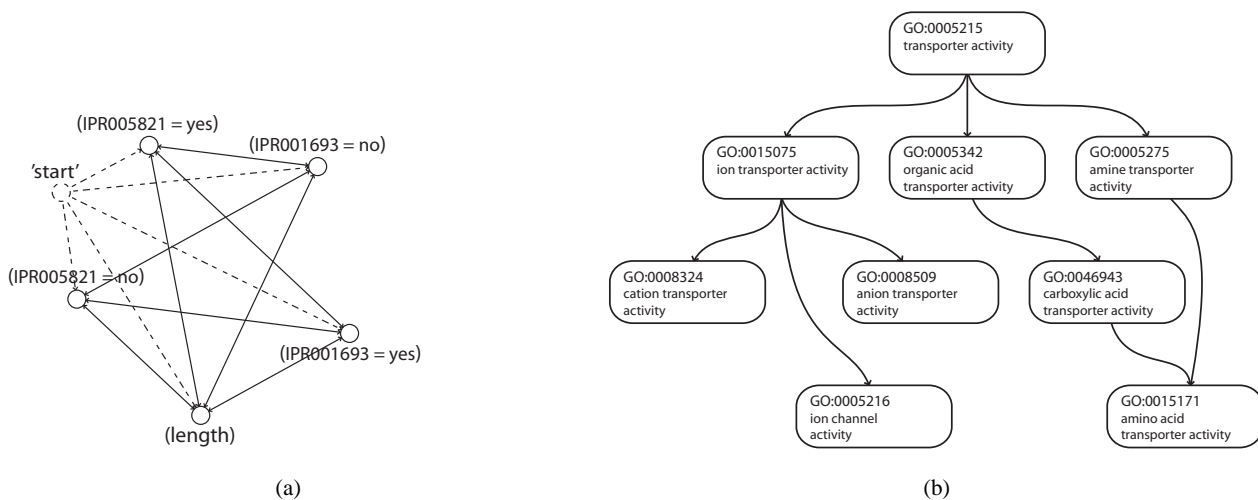 (IPR005821 = yes)
(IPR001693 = no)
'start'
(IPR005821 = no)
(IPR001693 = yes)
(length)
(a)
GO:0005215
transporter activity
GO:0015075
ion transporter activity
GO:0005342
organic acid
transporter activity
GO:0005275
amine transporter
activity
GO:0008324
cation transporter
activity
GO:0008509
anion transporter
activity
GO:0046943
carboxylic acid
transporter activity
GO:0005216
ion channel
activity
GO:0015171
amino acid
transporter activity
(b)